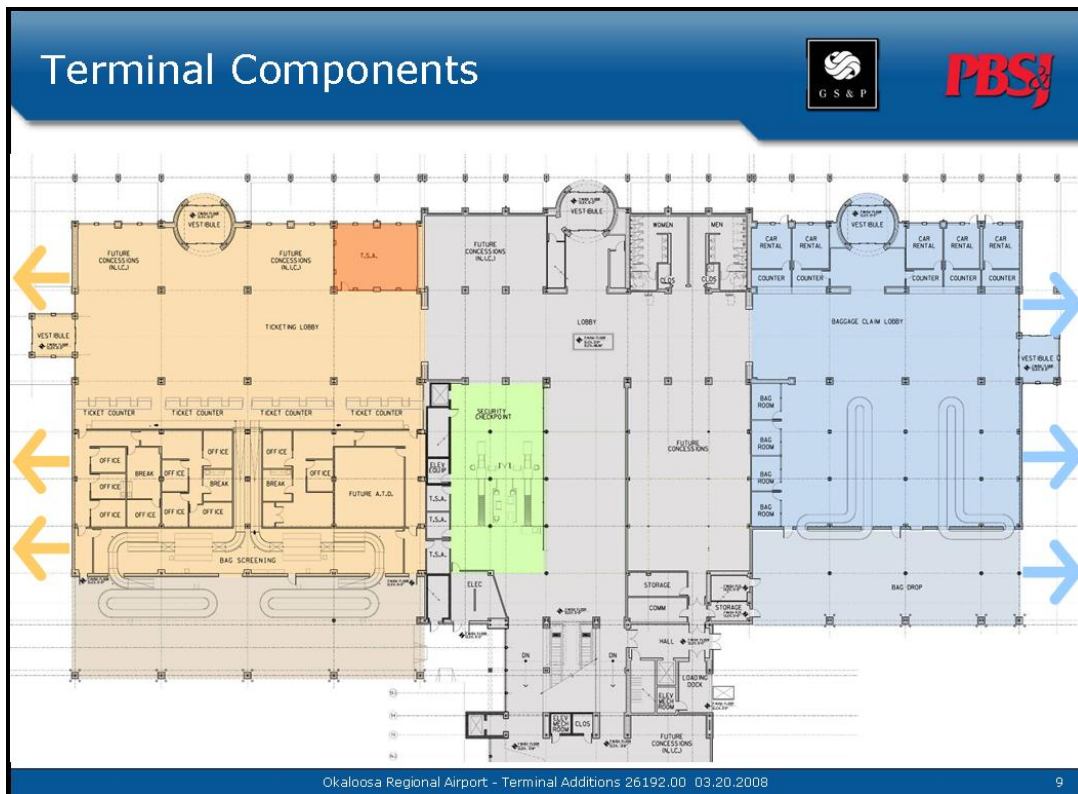 Terminal Components
GS&P
PBS&J
VESTIBULE
FUTURE
CONCESSIONS
(N.I.C.)
FUTURE
CONCESSIONS
(N.I.C.)
T.S.A.
VESTIBULE
TICKETING LOBBY
TICKET COUNTER
TICKET COUNTER
TICKET COUNTER
TICKET COUNTER
OFFICE
OFFICE
OFFICE
BREAK
OFFICE
OFFICE
OFFICE
OFFICE
BREAK
OFFICE
BREAK
OFFICE
FUTURE A.T.O.
BAG SCREENING
VESTIBULE
FUTURE
CONCESSIONS
(N.I.C.)
WOMEN
MEN
CLOS
CLOS
LOBBY
SECURITY
CHECKPOINT
ELEV
EQUIP
T.S.A.
T.S.A.
T.S.A.
ELEC
FUTURE
CONCESSIONS
STORAGE
COMM
STORAGE
STORAGE
HALL
DN
DN
LOADING
DOCK
ELEV
MECH
ROOM
ELEV
MECH
ROOM
CLOS
FUTURE
CONCESSIONS
(N.I.C.)
VESTIBULE
CAR
RENTAL
CAR
RENTAL
CAR
RENTAL
CAR
RENTAL
CAR
RENTAL
COUNTER
COUNTER
COUNTER
COUNTER
COUNTER
BAGGAGE CLAIM LOBBY
VESTIBULE
BAG
ROOM
BAG
ROOM
BAG
ROOM
BAG
ROOM
BAG DROP
Okaloosa Regional Airport - Terminal Additions 26192.00 03.20.2008
9